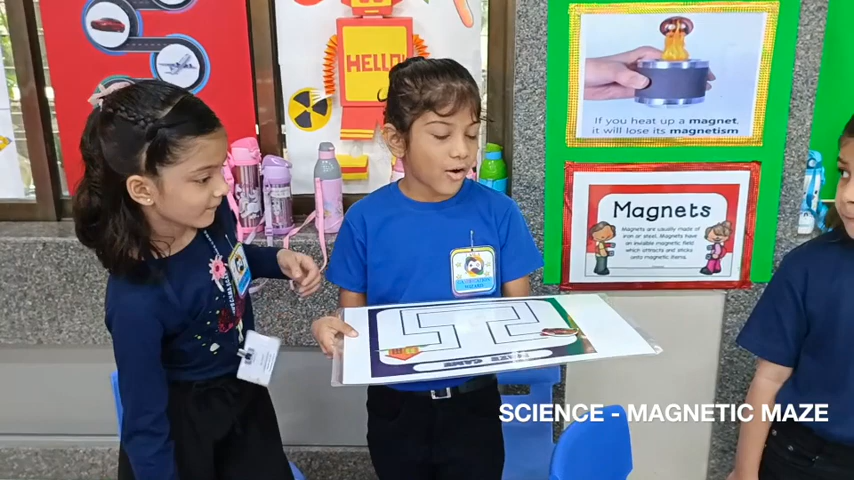 HELLO
If you heat up a magnet,
it will lose its magnetism
Magnets
Magnets are usually made of
iron or steel. Magnets have
an invisible magnetic field
which attracts and sticks
onto magnetic items.
MAZE GAME
SCIENCE - MAGNETIC MAZE